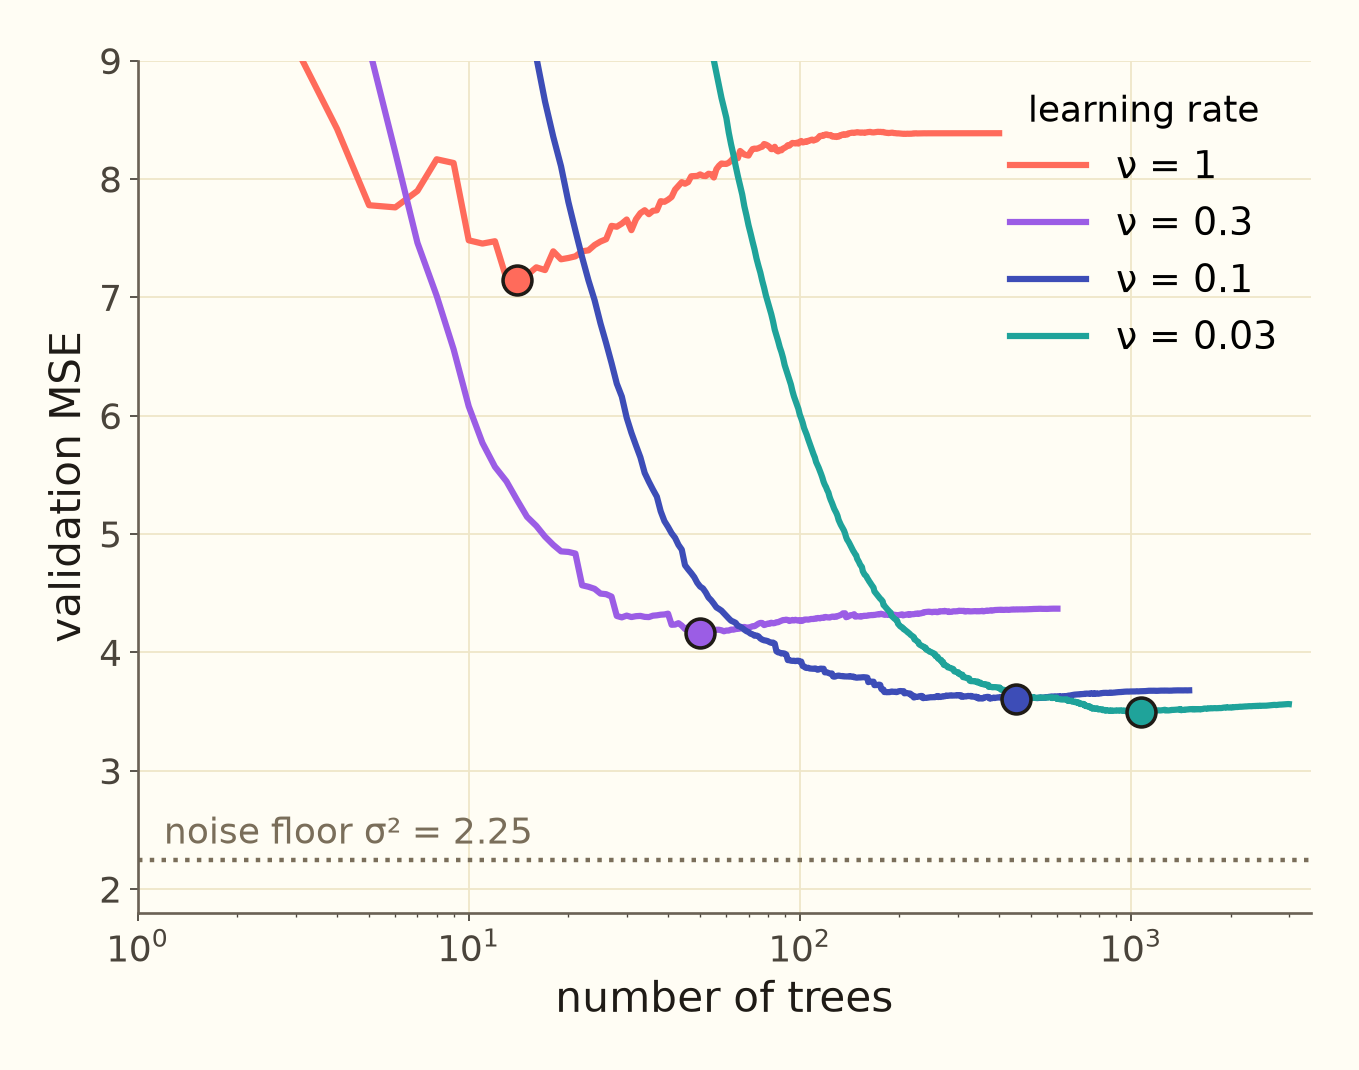 9
8
7
6
5
4
3
2
validation MSE
learning rate
ν = 1
ν = 0.3
ν = 0.1
ν = 0.03
noise floor σ² = 2.25
10⁰ 10¹ 10² 10³
number of trees